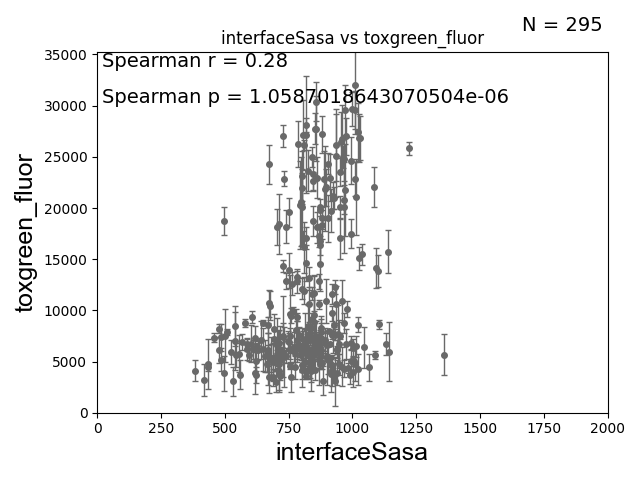 N = 295
interfaceSasa vs toxgreen_fluor
Spearman r = 0.28
Spearman p = 1.0587018643070504e-06
35000
30000
25000
20000
15000
10000
5000
0
toxgreen_fluor
0 250 500 750 1000 1250 1500 1750 2000
interfaceSasa